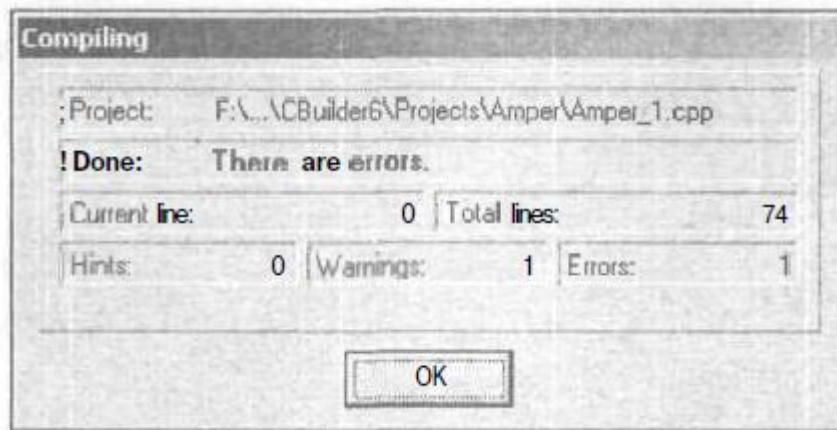 Compiling
; Project: F:\...\CBuilder6\Projects\Amper\Amper_1.cpp
! Done: There are errors.
Current line: 0 Total lines: 74
Hints: 0 Warnings: 1 Errors: 1
OK